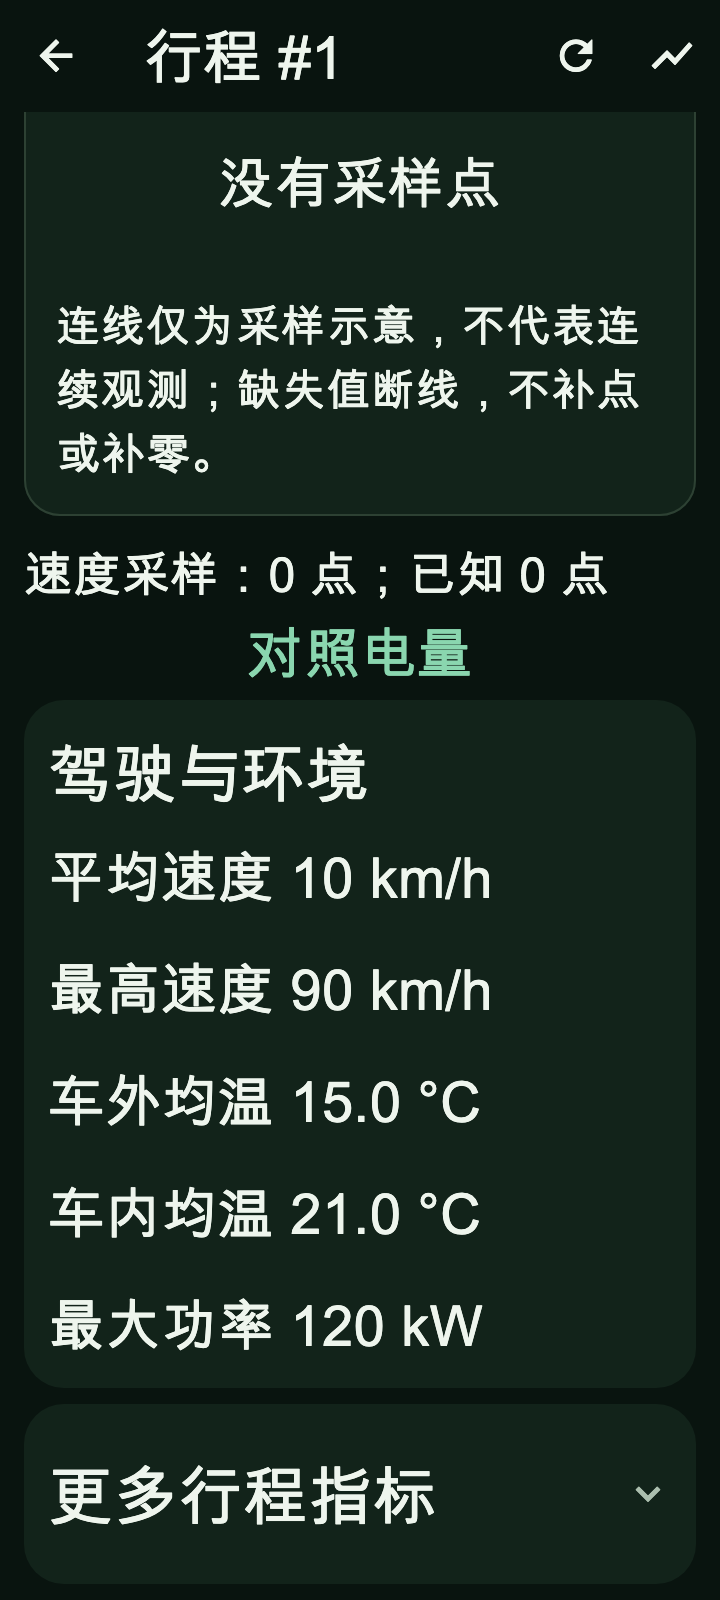 行程 #1
没有采样点
连线仅为采样示意，不代表连
续观测；缺失值断线，不补点
或补零。
速度采样：0 点；已知 0 点
对照电量
驾驶与环境
平均速度 10 km/h
最高速度 90 km/h
车外均温 15.0 °C
车内均温 21.0 °C
最大功率 120 kW
更多行程指标